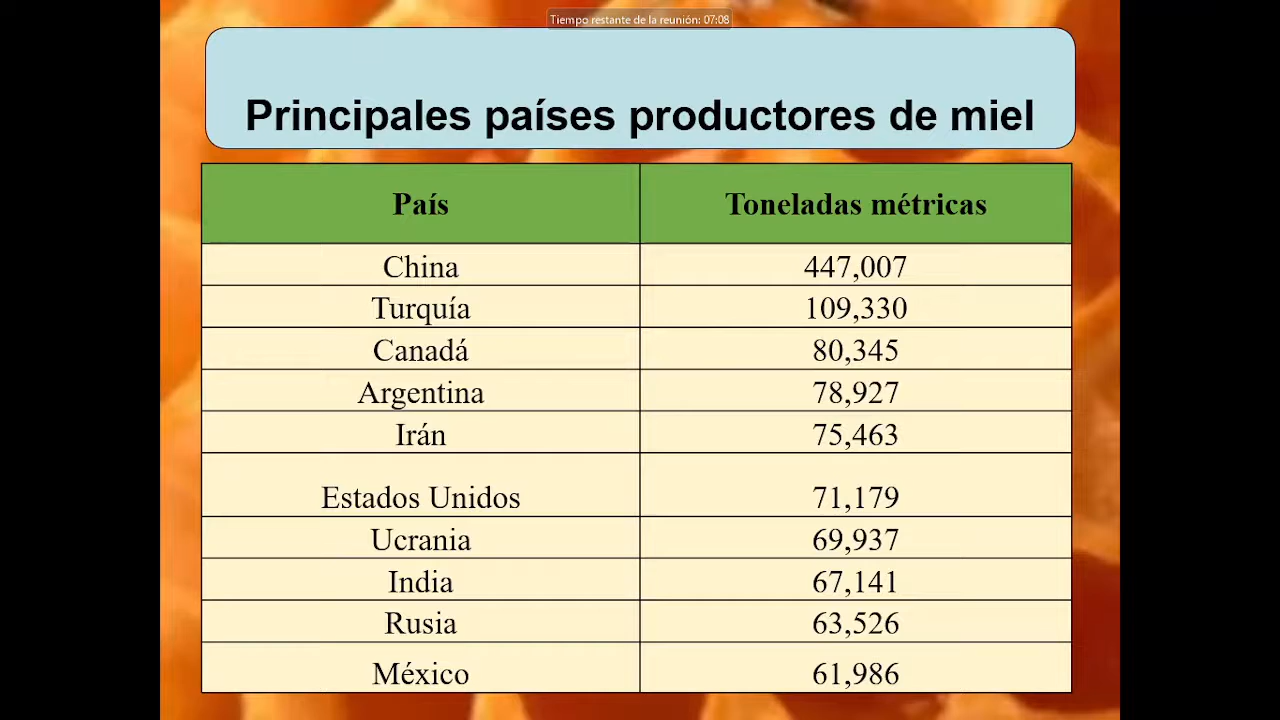 Tiempo restante de la reunión: 07:08
Principales países productores de miel
País Toneladas métricas
China 447,007
Turquía 109,330
Canadá 80,345
Argentina 78,927
Irán 75,463
Estados Unidos 71,179
Ucrania 69,937
India 67,141
Rusia 63,526
México 61,986